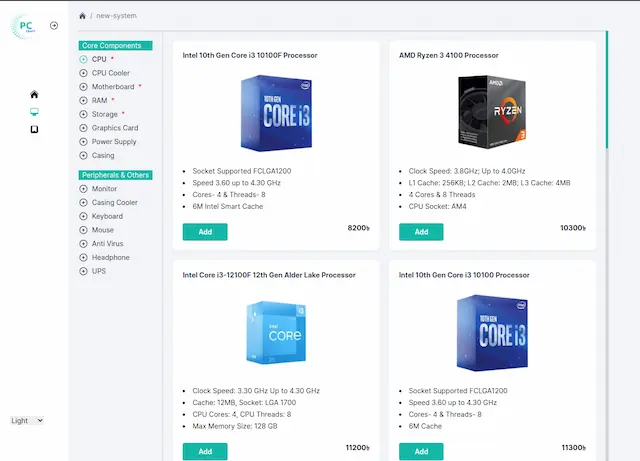 PC
/ new-system
Core Components
CPU *
CPU Cooler
Motherboard *
RAM *
Storage *
Graphics Card
Power Supply
Casing
Peripherals & Others
Monitor
Casing Cooler
Keyboard
Mouse
Anti Virus
Headphone
UPS
Light
Intel 10th Gen Core i3 10100F Processor
intel
10TH GEN
CORE i3
Socket Supported FCLGA1200
Speed 3.60 up to 4.30 GHz
Cores- 4 & Threads- 8
6M Intel Smart Cache
Add
8200৳
AMD Ryzen 3 4100 Processor
AMD
RYZEN
3
Clock Speed: 3.8GHz; Up to 4.0GHz
L1 Cache: 256KB; L2 Cache: 2MB; L3 Cache: 4MB
4 Cores & 8 Threads
CPU Socket: AM4
Add
10300৳
Intel Core i3-12100F 12th Gen Alder Lake Processor
i3
intel
CORE
Clock Speed: 3.30 GHz Up to 4.30 GHz
Cache: 12MB, Socket: LGA 1700
CPU Cores: 4, CPU Threads: 8
Max Memory Size: 128 GB
Add
11200৳
Intel 10th Gen Core i3 10100 Processor
intel
10TH GEN
CORE i3
Socket Supported FCLGA1200
Speed 3.60 up to 4.30 GHz
Cores- 4 & Threads- 8
6M Cache
Add
11300৳